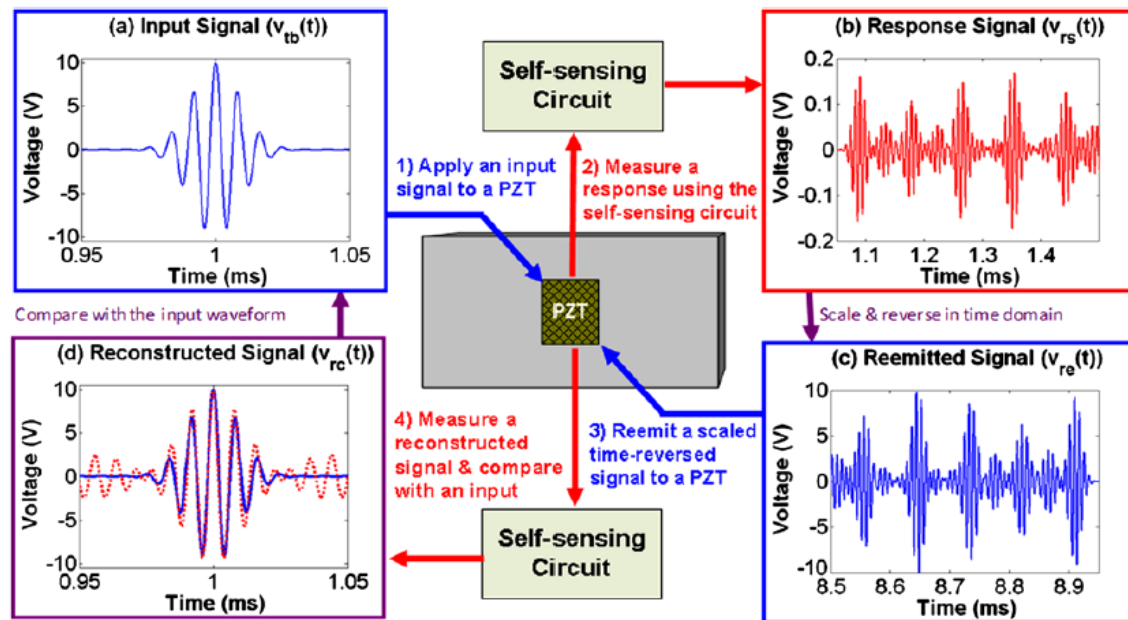 (a) Input Signal (v_tb(t))
Voltage (V)
10
5
0
-5
-10
0.95
1
1.05
Time (ms)
Self-sensing
Circuit
(b) Response Signal (v_rs(t))
Voltage (V)
0.2
0.1
0
-0.1
-0.2
1.1
1.2
1.3
1.4
Time (ms)
1) Apply an input
signal to a PZT
2) Measure a
response using the
self-sensing circuit
PZT
Compare with the input waveform
Scale & reverse in time domain
(d) Reconstructed Signal (v_rc(t))
Voltage (V)
10
5
0
-5
-10
0.95
1
1.05
Time (ms)
4) Measure a
reconstructed
signal & compare
with an input
3) Reemit a scaled
time-reversed
signal to a PZT
Self-sensing
Circuit
(c) Reemitted Signal (v_re(t))
Voltage (V)
10
5
0
-5
-10
8.5
8.6
8.7
8.8
8.9
Time (ms)